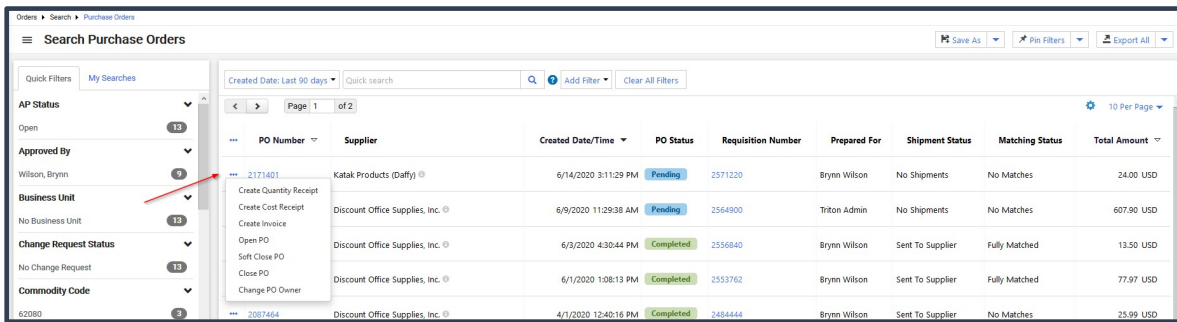 Orders Search Purchase Orders
Search Purchase Orders
Save As Pin Filters Export All
Quick Filters My Searches
AP Status
Open 13
Approved By
Wilson, Brynn 9
Business Unit
No Business Unit 13
Change Request Status
No Change Request 13
Commodity Code
62080 3
Created Date: Last 90 days Quick search ? Add Filter Clear All Filters
< > Page 1 of 2 10 Per Page
PO Number Supplier Created Date/Time PO Status Requisition Number Prepared For Shipment Status Matching Status Total Amount
2171401 Katak Products (Daffy) 6/14/2020 3:11:29 PM Pending 2571220 Brynn Wilson No Shipments No Matches 24.00 USD
Create Quantity Receipt
Create Cost Receipt
Create Invoice
Open PO
Soft Close PO
Close PO
Change PO Owner
Discount Office Supplies, Inc. 6/9/2020 11:29:38 AM Pending 2564900 Triton Admin No Shipments No Matches 607.90 USD
Discount Office Supplies, Inc. 6/3/2020 4:30:44 PM Completed 2556840 Brynn Wilson Sent To Supplier Fully Matched 13.50 USD
Discount Office Supplies, Inc. 6/1/2020 1:08:13 PM Completed 2553762 Brynn Wilson Sent To Supplier Fully Matched 77.97 USD
2087464 Discount Office Supplies, Inc. 4/1/2020 12:40:16 PM Completed 2484444 Brynn Wilson Sent To Supplier No Matches 25.99 USD